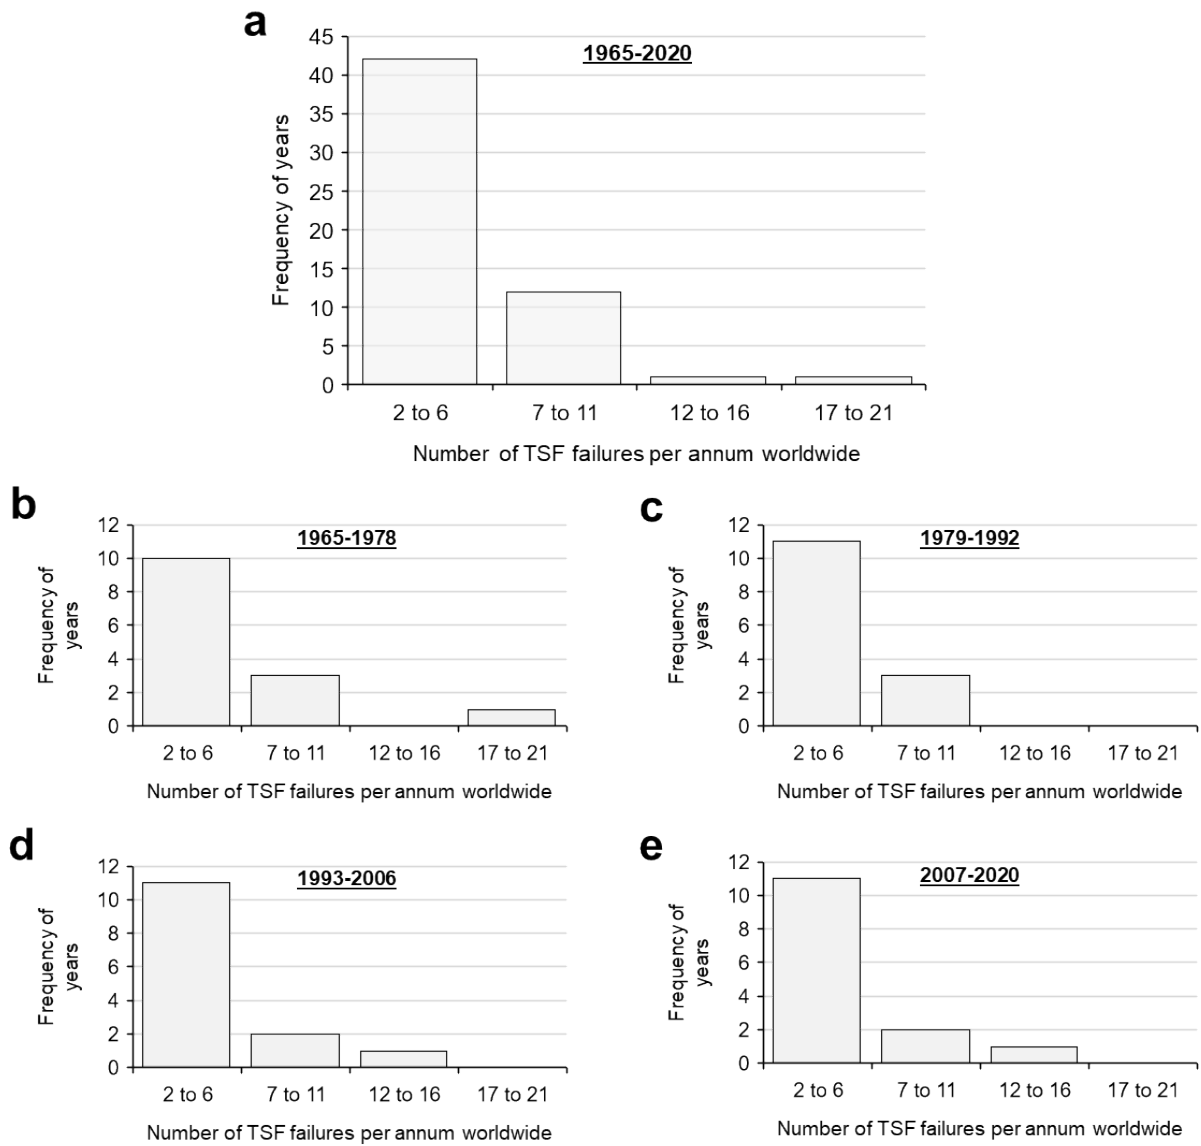 a
1965-2020
45
40
35
30
25
20
15
10
5
0
Frequency of years
2 to 6 7 to 11 12 to 16 17 to 21
Number of TSF failures per annum worldwide
b
1965-1978
12
10
8
6
4
2
0
Frequency of
years
2 to 6 7 to 11 12 to 16 17 to 21
Number of TSF failures per annum worldwide
c
1979-1992
12
10
8
6
4
2
0
Frequency of
years
2 to 6 7 to 11 12 to 16 17 to 21
Number of TSF failures per annum worldwide
d
1993-2006
12
10
8
6
4
2
0
Frequency of
years
2 to 6 7 to 11 12 to 16 17 to 21
Number of TSF failures per annum worldwide
e
2007-2020
12
10
8
6
4
2
0
Frequency of
years
2 to 6 7 to 11 12 to 16 17 to 21
Number of TSF failures per annum worldwide